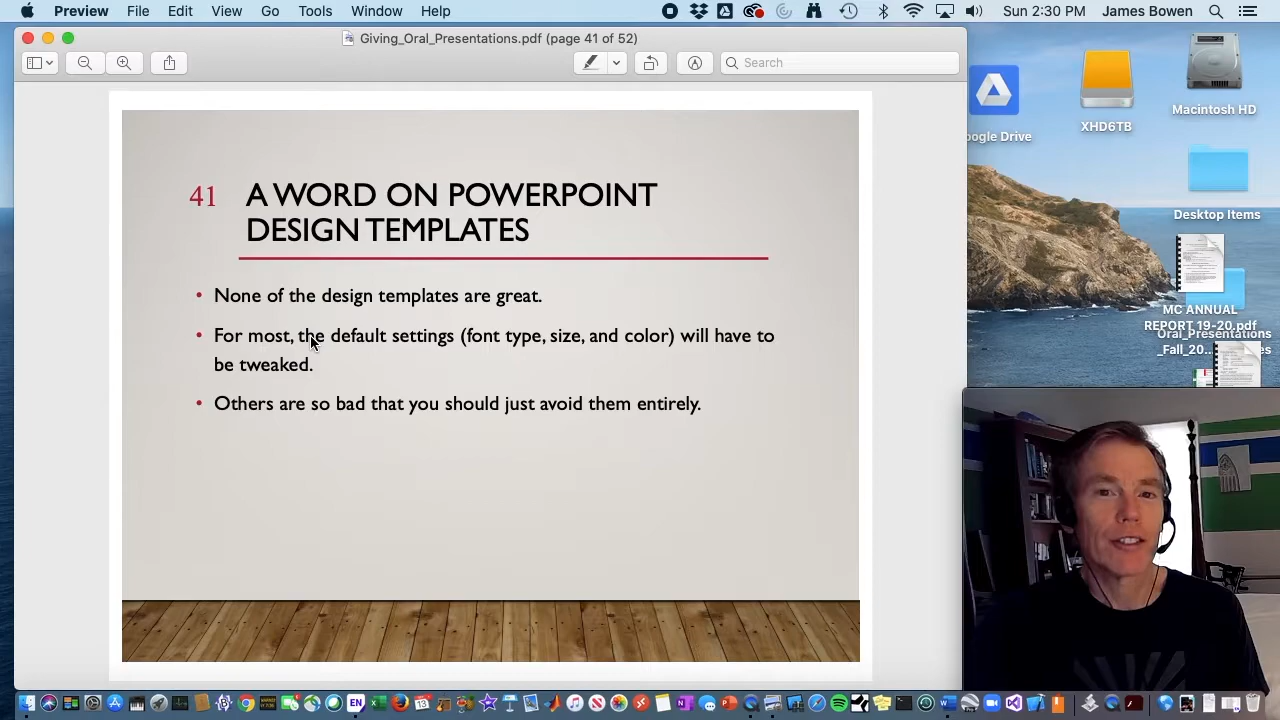 Preview File Edit View Go Tools Window Help Sun 2:30 PM James Bowen
Giving_Oral_Presentations.pdf (page 41 of 52)
Search
41 A WORD ON POWERPOINT
DESIGN TEMPLATES
• None of the design templates are great.
• For most, the default settings (font type, size, and color) will have to
be tweaked.
• Others are so bad that you should just avoid them entirely.
Macintosh HD
XHD6TB
oogle Drive
Desktop Items
MC ANNUAL
REPORT 19-20.pdf
Oral_Presentations
_Fall_20...
EN